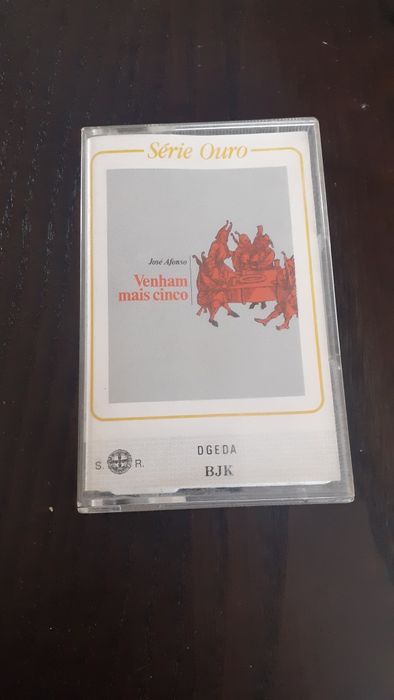 Série Ouro
José Afonso
Venham
mais cinco
DGEDA
S. R.
BJK